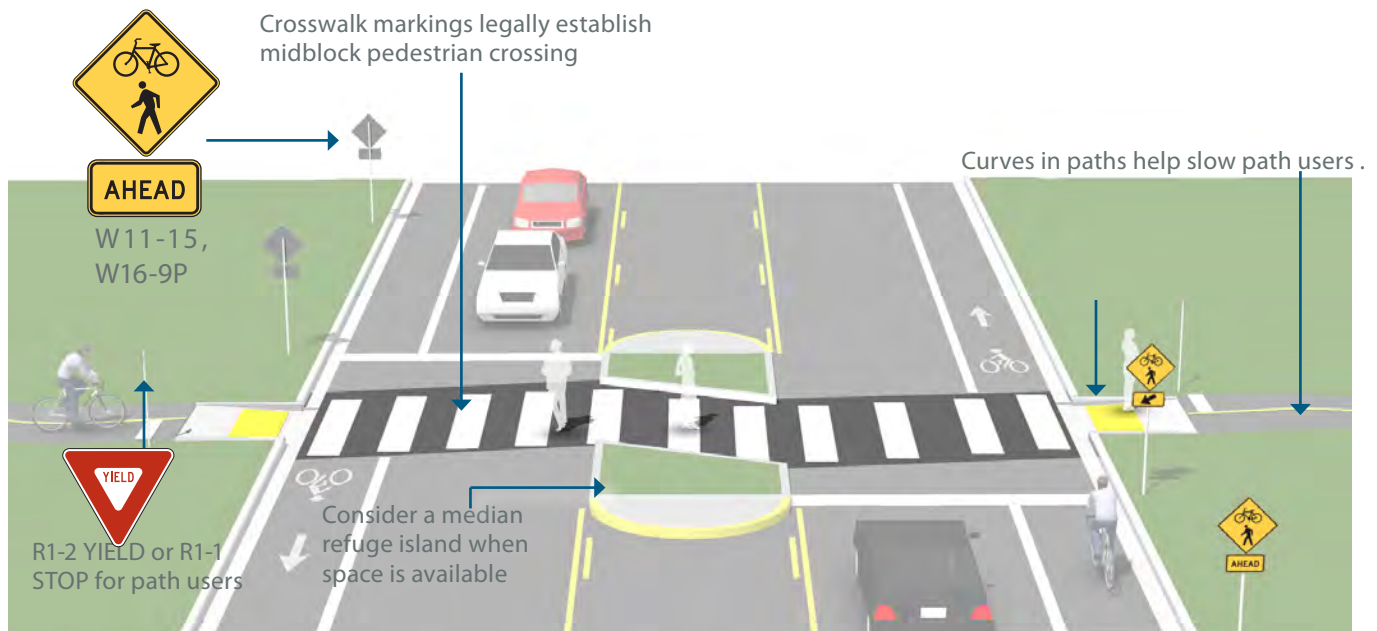 Crosswalk markings legally establish
midblock pedestrian crossing
AHEAD
W11-15,
W16-9P
Curves in paths help slow path users .
YIELD
R1-2 YIELD or R1-1
STOP for path users
Consider a median
refuge island when
space is available
AHEAD